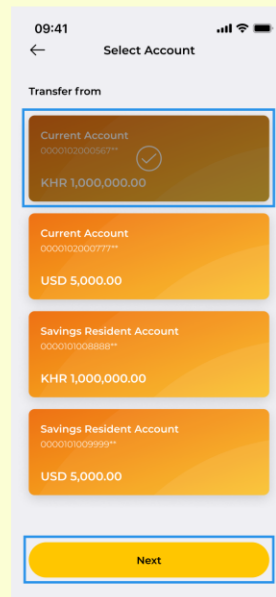 09:41
Select Account
Transfer from
Current Account
0000102000567**
KHR 1,000,000.00
Current Account
0000102000777**
USD 5,000.00
Savings Resident Account
0000101008888**
KHR 1,000,000.00
Savings Resident Account
0000101009999**
USD 5,000.00
Next